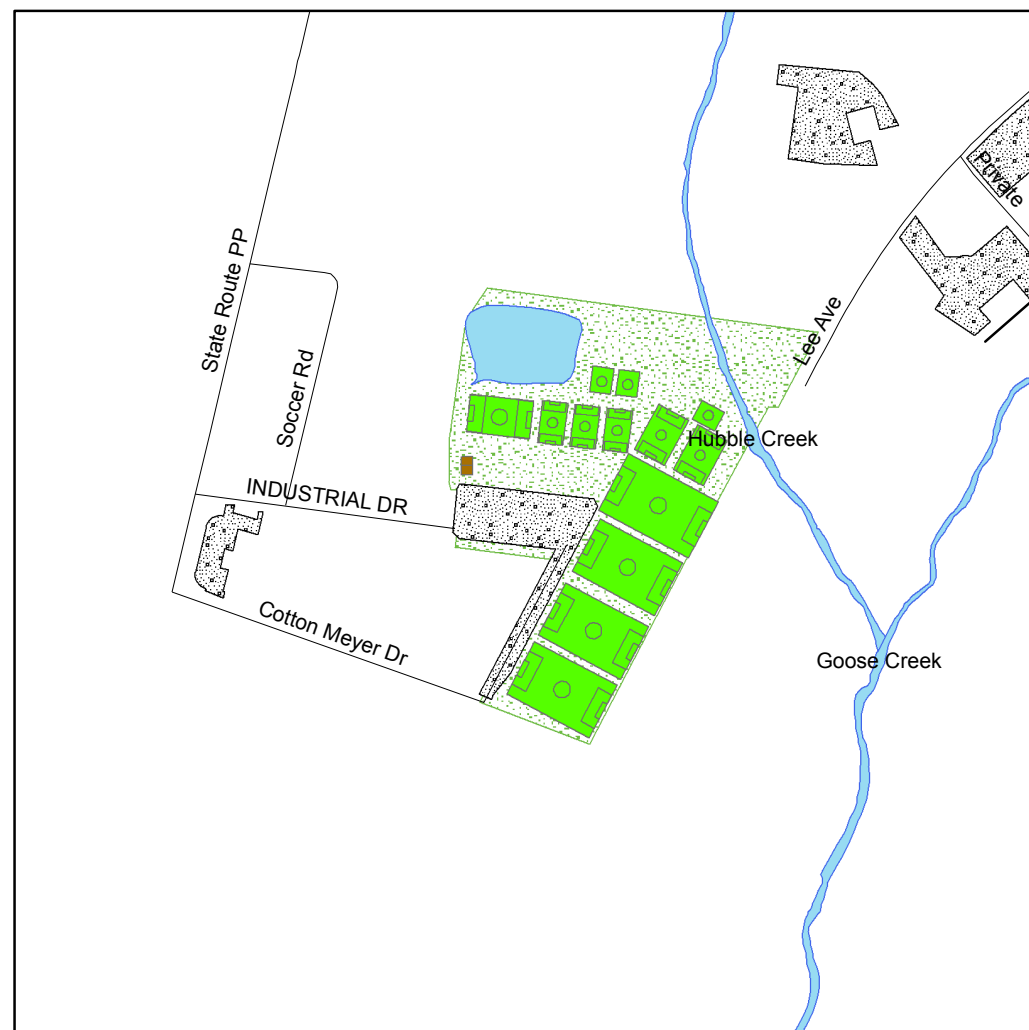 Private
State Route PP
Lee Ave
Soccer Rd
Hubble Creek
INDUSTRIAL DR
Cotton Meyer Dr
Goose Creek